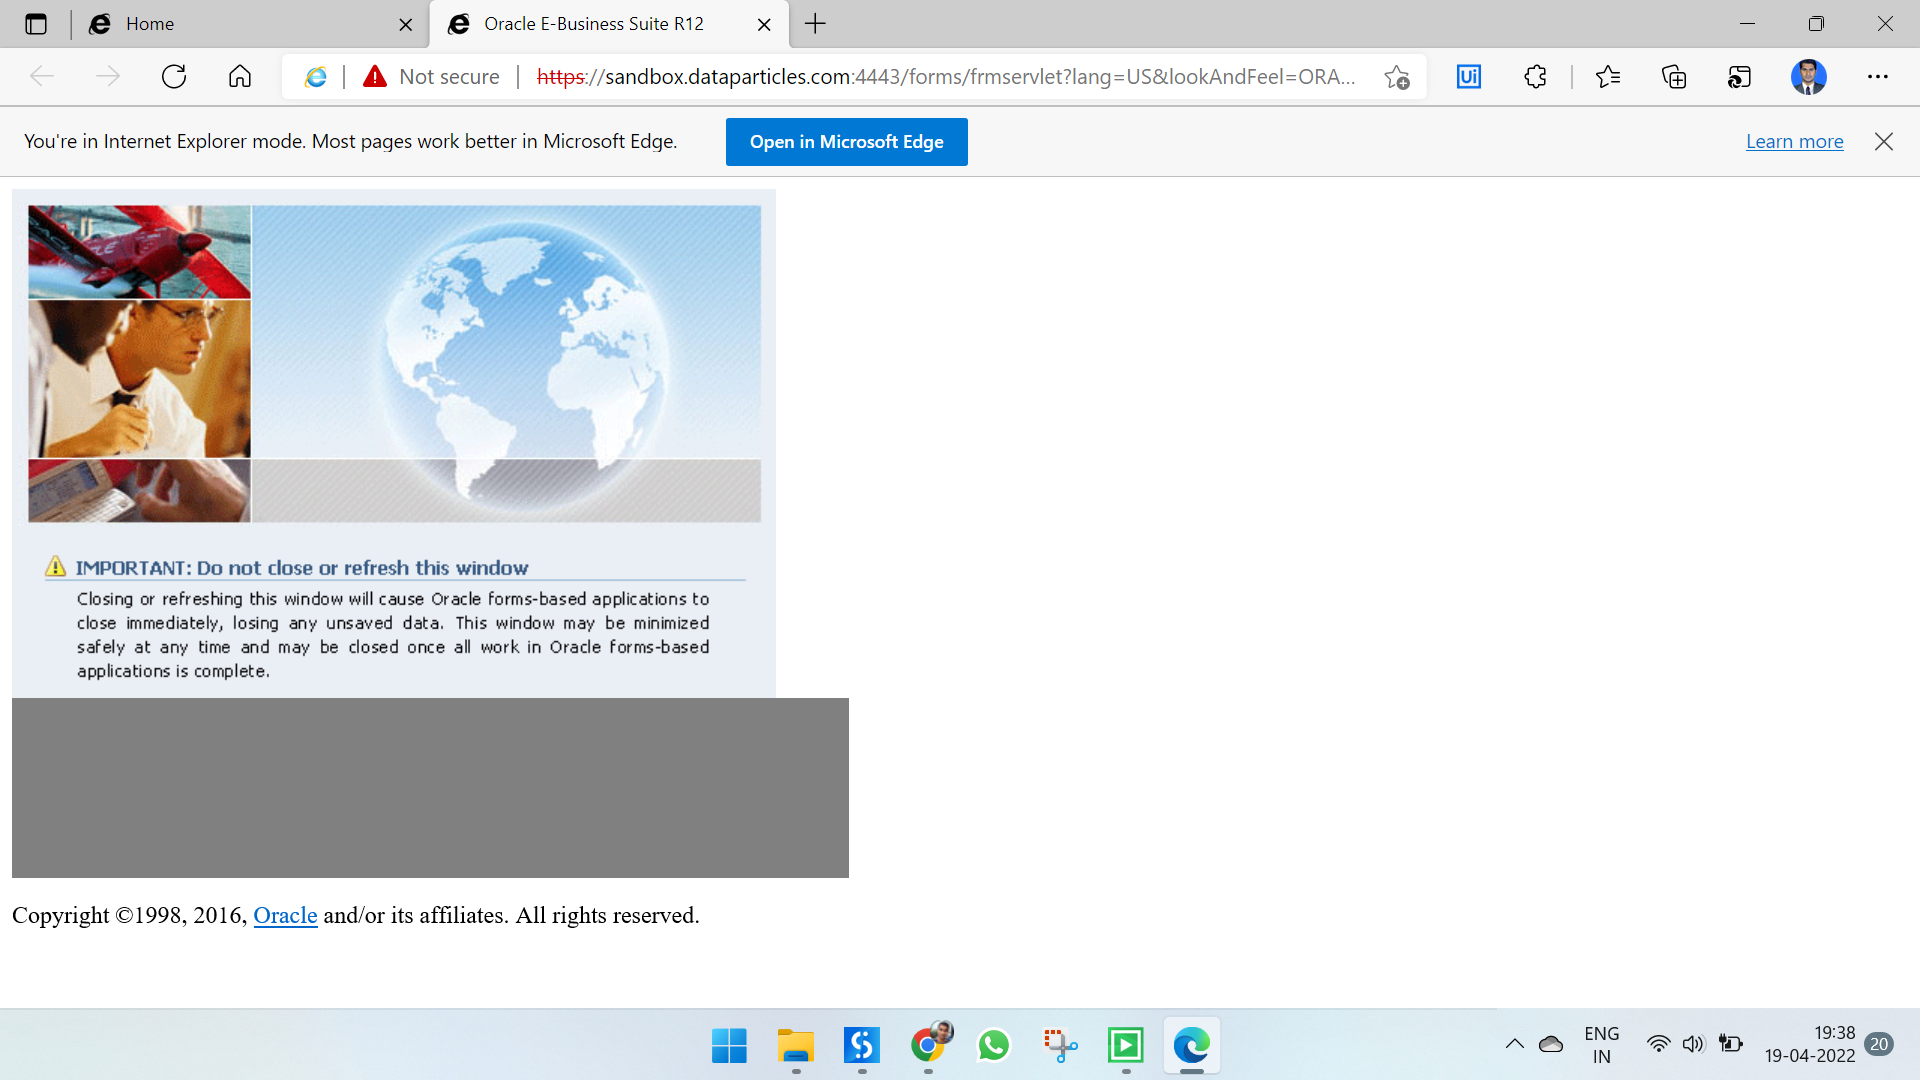 Home
Oracle E-Business Suite R12
Not secure
https://sandbox.dataparticles.com:4443/forms/frmservlet?lang=US&lookAndFeel=ORA...
Ui
You're in Internet Explorer mode. Most pages work better in Microsoft Edge.
Open in Microsoft Edge
Learn more
IMPORTANT: Do not close or refresh this window
Closing or refreshing this window will cause Oracle forms-based applications to
close immediately, losing any unsaved data. This window may be minimized
safely at any time and may be closed once all work in Oracle forms-based
applications is complete.
Copyright ©1998, 2016, Oracle and/or its affiliates. All rights reserved.
ENG
IN
19:38
19-04-2022
20